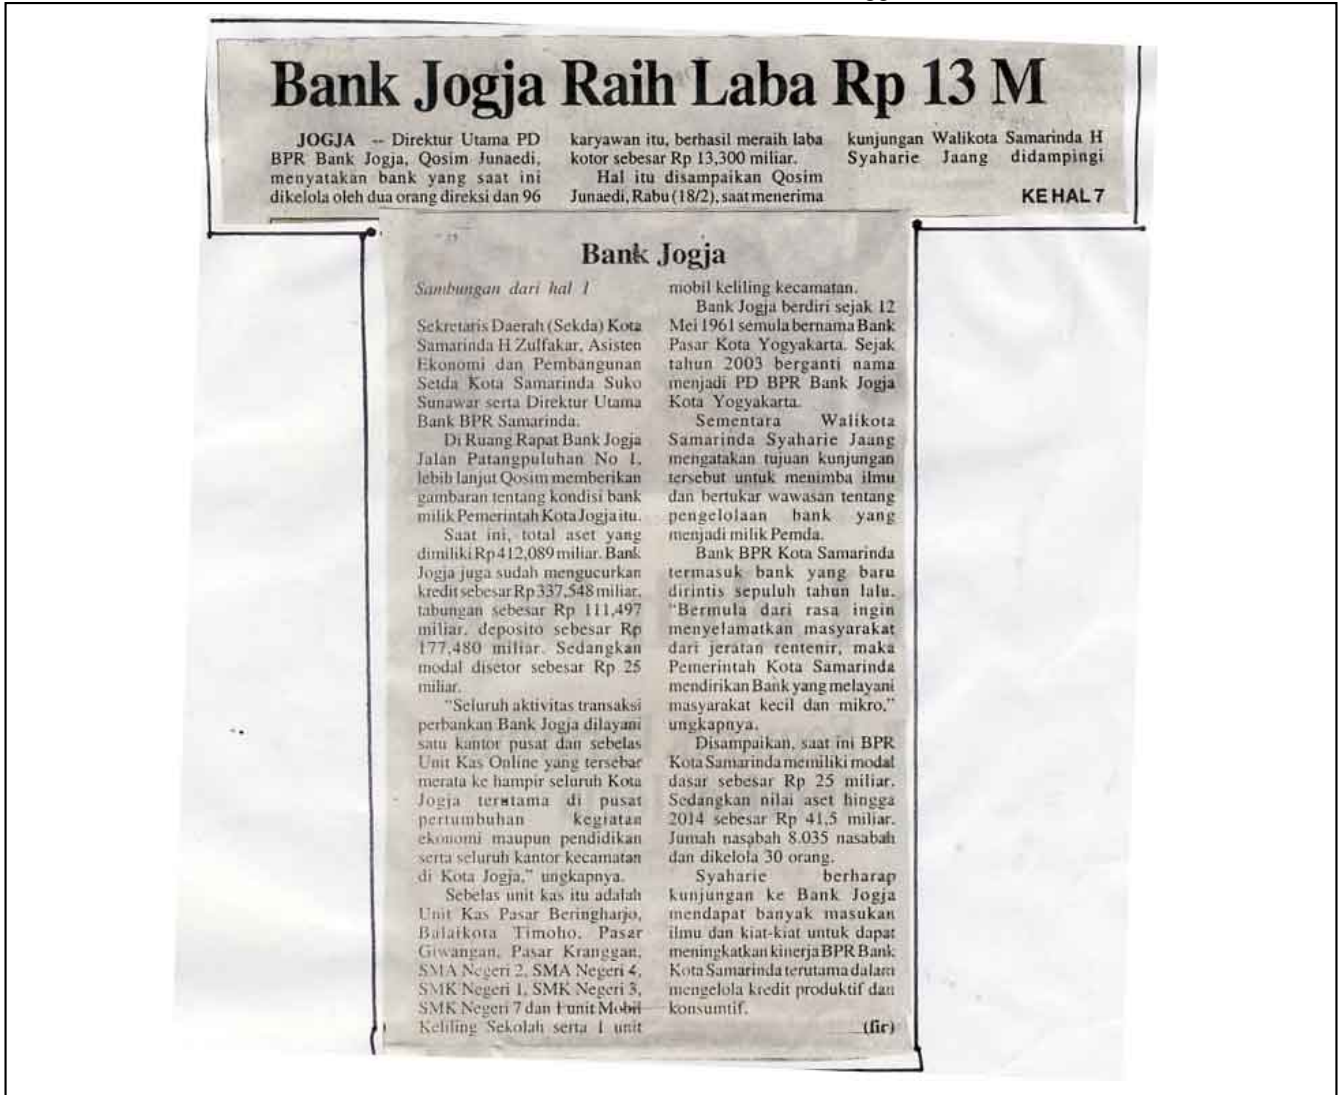 Bank Jogja Raih Laba Rp 13 M
JOGJA -- Direktur Utama PD
BPR Bank Jogja, Qosim Junaedi,
menyatakan bank yang saat ini
dikelola oleh dua orang direksi dan 96
karyawan itu, berhasil meraih laba
kotor sebesar Rp 13,300 miliar.
Hal itu disampaikan Qosim
Junaedi, Rabu (18/2), saat menerima
kunjungan Walikota Samarinda H
Syaharie Jaang didampingi
KE HAL 7
Bank Jogja
Sambungan dari hal 1
Sekretaris Daerah (Sekda) Kota
Samarinda H Zulfakar, Asisten
Ekonomi dan Pembangunan
Setda Kota Samarinda Suko
Sunawar serta Direktur Utama
Bank BPR Samarinda.
Di Ruang Rapat Bank Jogja
Jalan Patangpuluhan No 1,
lebih lanjut Qosim memberikan
gambaran tentang kondisi bank
milik Pemerintah Kota Jogja itu.
Saat ini, total aset yang
dimiliki Rp 412,089 miliar. Bank
Jogja juga sudah mengucurkan
kredit sebesar Rp 337,548 miliar,
tabungan sebesar Rp 111,497
miliar, deposito sebesar Rp
177,480 miliar. Sedangkan
modal disetor sebesar Rp 25
miliar.
"Seluruh aktivitas transaksi
perbankan Bank Jogja dilayani
satu kantor pusat dan sebelas
Unit Kas Online yang tersebar
merata ke hampir seluruh Kota
Jogja terutama di pusat
pertumbuhan kegiatan
ekonomi maupun pendidikan
serta seluruh kantor kecamatan
di Kota Jogja," ungkapnya.
Sebelas unit kas itu adalah
Unit Kas Pasar Beringharjo,
Balaikota Timoho, Pasar
Giwangan, Pasar Kranggan,
SMA Negeri 2, SMA Negeri 4,
SMK Negeri 1, SMK Negeri 3,
SMK Negeri 7 dan 1 unit Mobil
Keliling Sekolah serta 1 unit
mobil keliling kecamatan.
Bank Jogja berdiri sejak 12
Mei 1961 semula bernama Bank
Pasar Kota Yogyakarta. Sejak
tahun 2003 berganti nama
menjadi PD BPR Bank Jogja
Kota Yogyakarta.
Sementara Walikota
Samarinda Syaharie Jaang
mengatakan tujuan kunjungan
tersebut untuk menimba ilmu
dan bertukar wawasan tentang
pengelolaan bank yang
menjadi milik Pemda.
Bank BPR Kota Samarinda
termasuk bank yang baru
dirintis sepuluh tahun lalu.
"Bermula dari rasa ingin
menyelamatkan masyarakat
dari jeratan rentenir, maka
Pemerintah Kota Samarinda
mendirikan Bank yang melayani
masyarakat kecil dan mikro,"
ungkapnya.
Disampaikan, saat ini BPR
Kota Samarinda memiliki modal
dasar sebesar Rp 25 miliar.
Sedangkan nilai aset hingga
2014 sebesar Rp 41,5 miliar.
Jumah nasabah 8.035 nasabah
dan dikelola 30 orang.
Syaharie berharap
kunjungan ke Bank Jogja
mendapat banyak masukan
ilmu dan kiat-kiat untuk dapat
meningkatkan kinerja BPR Bank
Kota Samarinda terutama dalam
mengelola kredit produktif dan
konsumtif.
(fir)